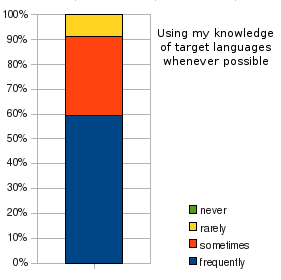 100%
90%
80%
70%
60%
50%
40%
30%
20%
10%
0%
Using my knowledge
of target languages
whenever possible
never
rarely
sometimes
frequently